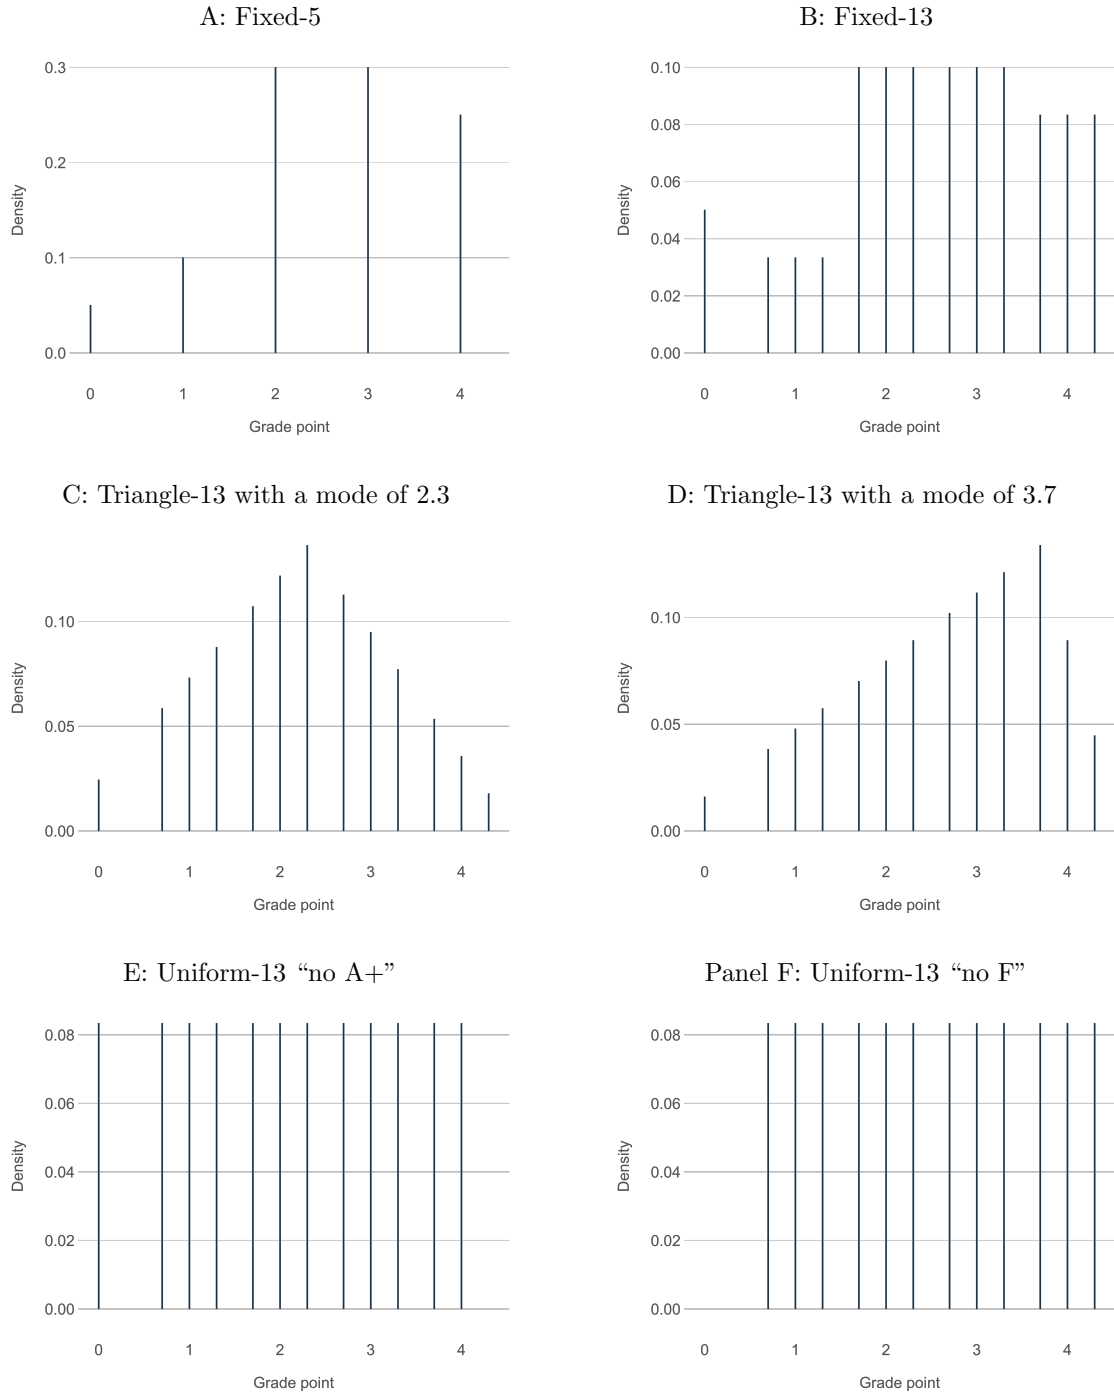 A: Fixed-5
B: Fixed-13
0.3
0.2
0.1
0.0
Density
0 1 2 3 4
Grade point
0.10
0.08
0.06
0.04
0.02
0.00
Density
0 1 2 3 4
Grade point
C: Triangle-13 with a mode of 2.3
D: Triangle-13 with a mode of 3.7
0.10
0.05
0.00
Density
0 1 2 3 4
Grade point
0.10
0.05
0.00
Density
0 1 2 3 4
Grade point
E: Uniform-13 “no A+”
Panel F: Uniform-13 “no F”
0.08
0.06
0.04
0.02
0.00
Density
0 1 2 3 4
Grade point
0.08
0.06
0.04
0.02
0.00
Density
0 1 2 3 4
Grade point